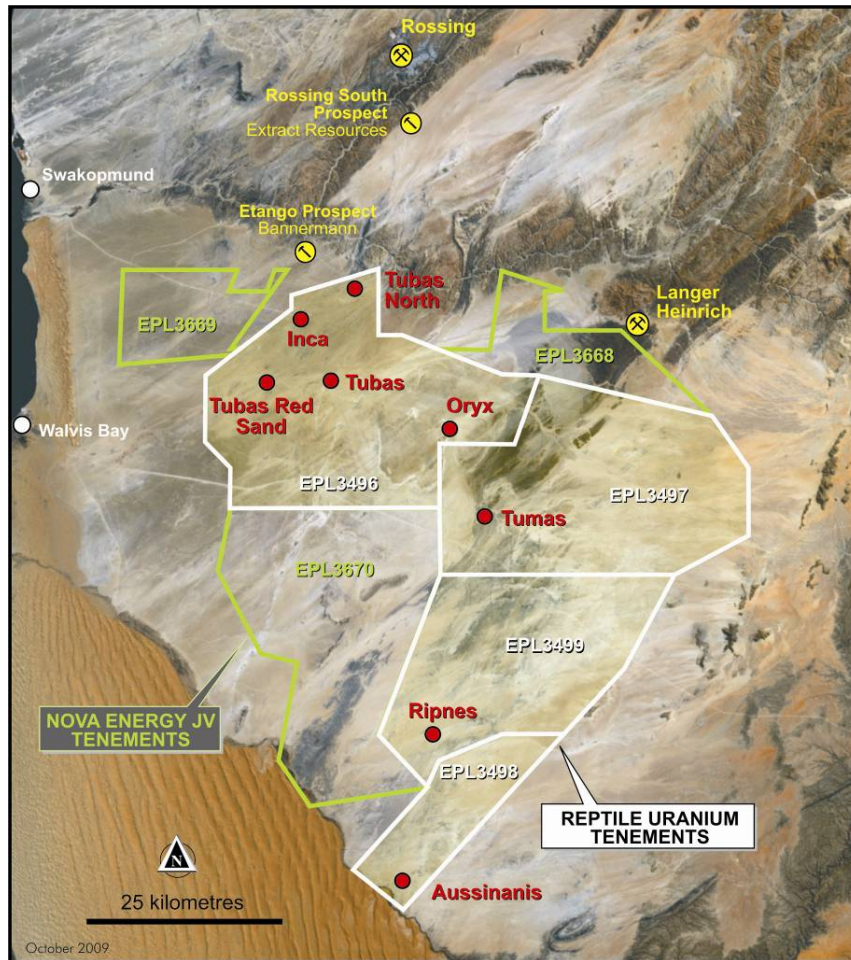 Rossing
Rossing South
Prospect
Extract Resources
Swakopmund
Etango Prospect
Bannermann
Tubas
North
Langer
Heinrich
EPL3669
Inca
EPL3668
Tubas Red
Sand
Tubas
Oryx
Walvis Bay
EPL3496
EPL3497
Tumas
EPL3670
EPL3499
NOVA ENERGY JV
TENEMENTS
Ripnes
EPL3498
REPTILE URANIUM
TENEMENTS
N
Aussinanis
25 kilometres
October 2009